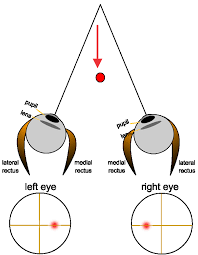 pupil
lens
pupil
lens
lateral
rectus
medial
rectus
medial
rectus
lateral
rectus
left eye
right eye